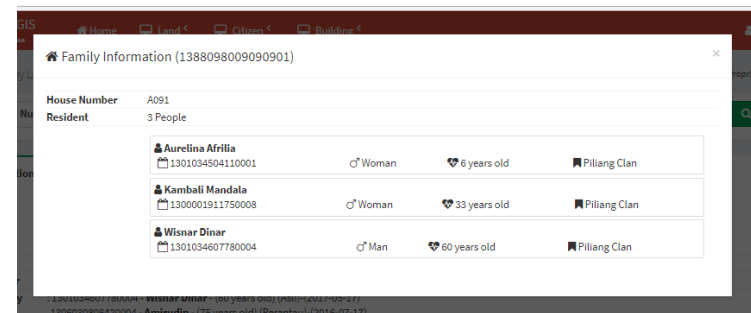 GIS Home Land Citizen Building
Family Information (1388098009090901) ×
House Number A091
Resident 3 People
Aurelina Afrilia
1301034504110001 Woman 6 years old Piliang Clan
Kambali Mandala
1300001911750008 Woman 33 years old Piliang Clan
Wisnar Dinar
1301034607780004 Man 60 years old Piliang Clan
: 1301034607780004 - Wisnar Dinar - (60 years old) (Asli)-(2017-05-17)